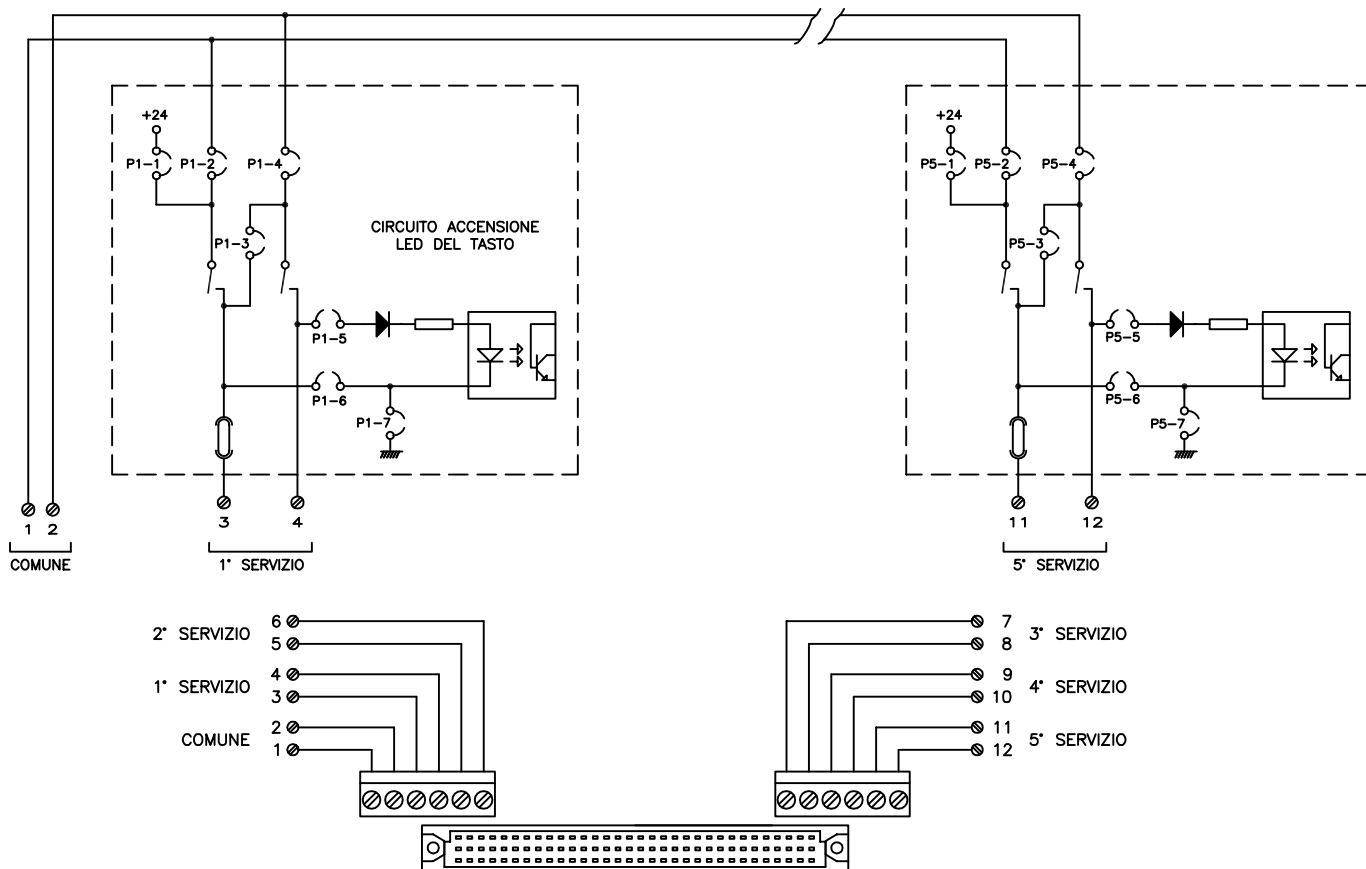 +24
P1-1
P1-2
P1-4
P1-3
CIRCUITO ACCENSIONE
LED DEL TASTO
P1-5
P1-6
P1-7
+24
P5-1
P5-2
P5-4
P5-3
P5-5
P5-6
P5-7
1 2
COMUNE
3 4
1° SERVIZIO
11 12
5° SERVIZIO
2° SERVIZIO
6
5
1° SERVIZIO
4
3
COMUNE
2
1
7
8
3° SERVIZIO
9
10
4° SERVIZIO
11
12
5° SERVIZIO